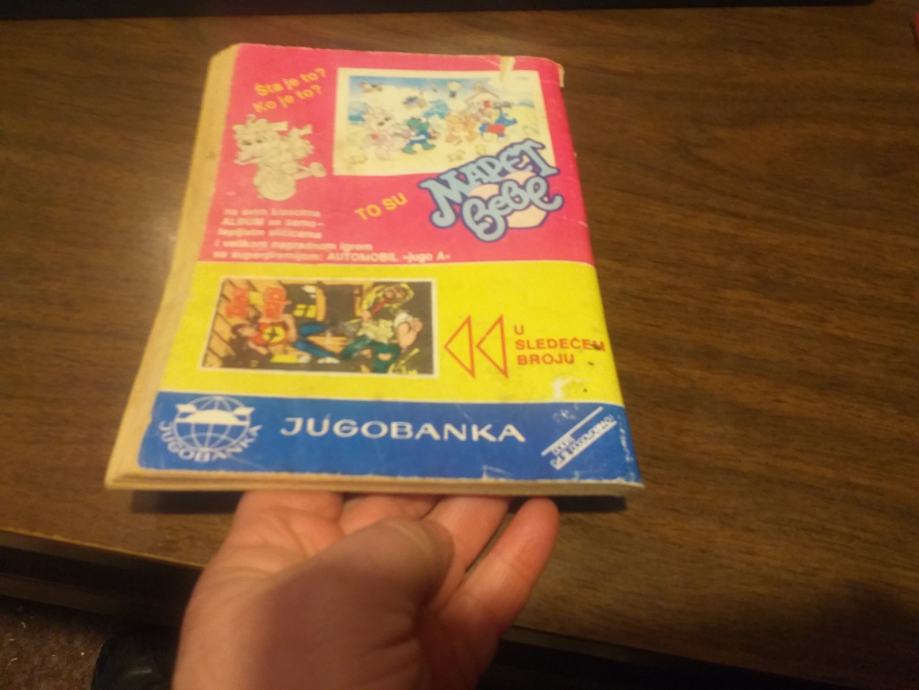 Šta je to?
Ko je to?
TO SU
MAPET
BeBe
na svim kioscima
ALBUM sa samo-
lepljivim sličicama
i velikom nagradnom igrom
sa superpremijom: AUTOMOBIL »jugo A«
U
SLEDEĆEM
BROJU
JUGOBANKA
JUGOBANKA